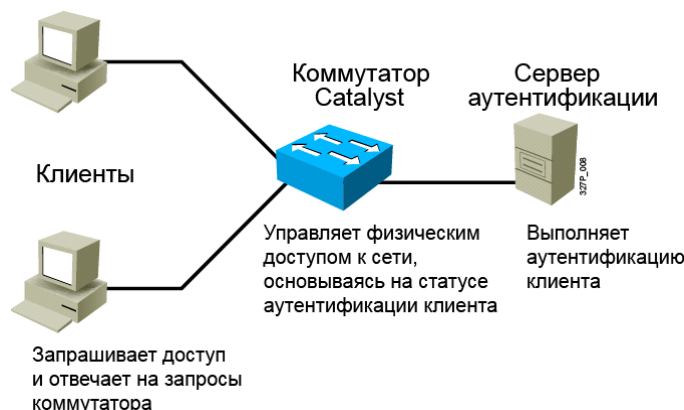 Коммутатор
Catalyst
Сервер
аутентификации
Клиенты
327P_008
Управляет физическим
доступом к сети,
основываясь на статусе
аутентификации клиента
Выполняет
аутентификацию
клиента
Запрашивает доступ
и отвечает на запросы
коммутатора